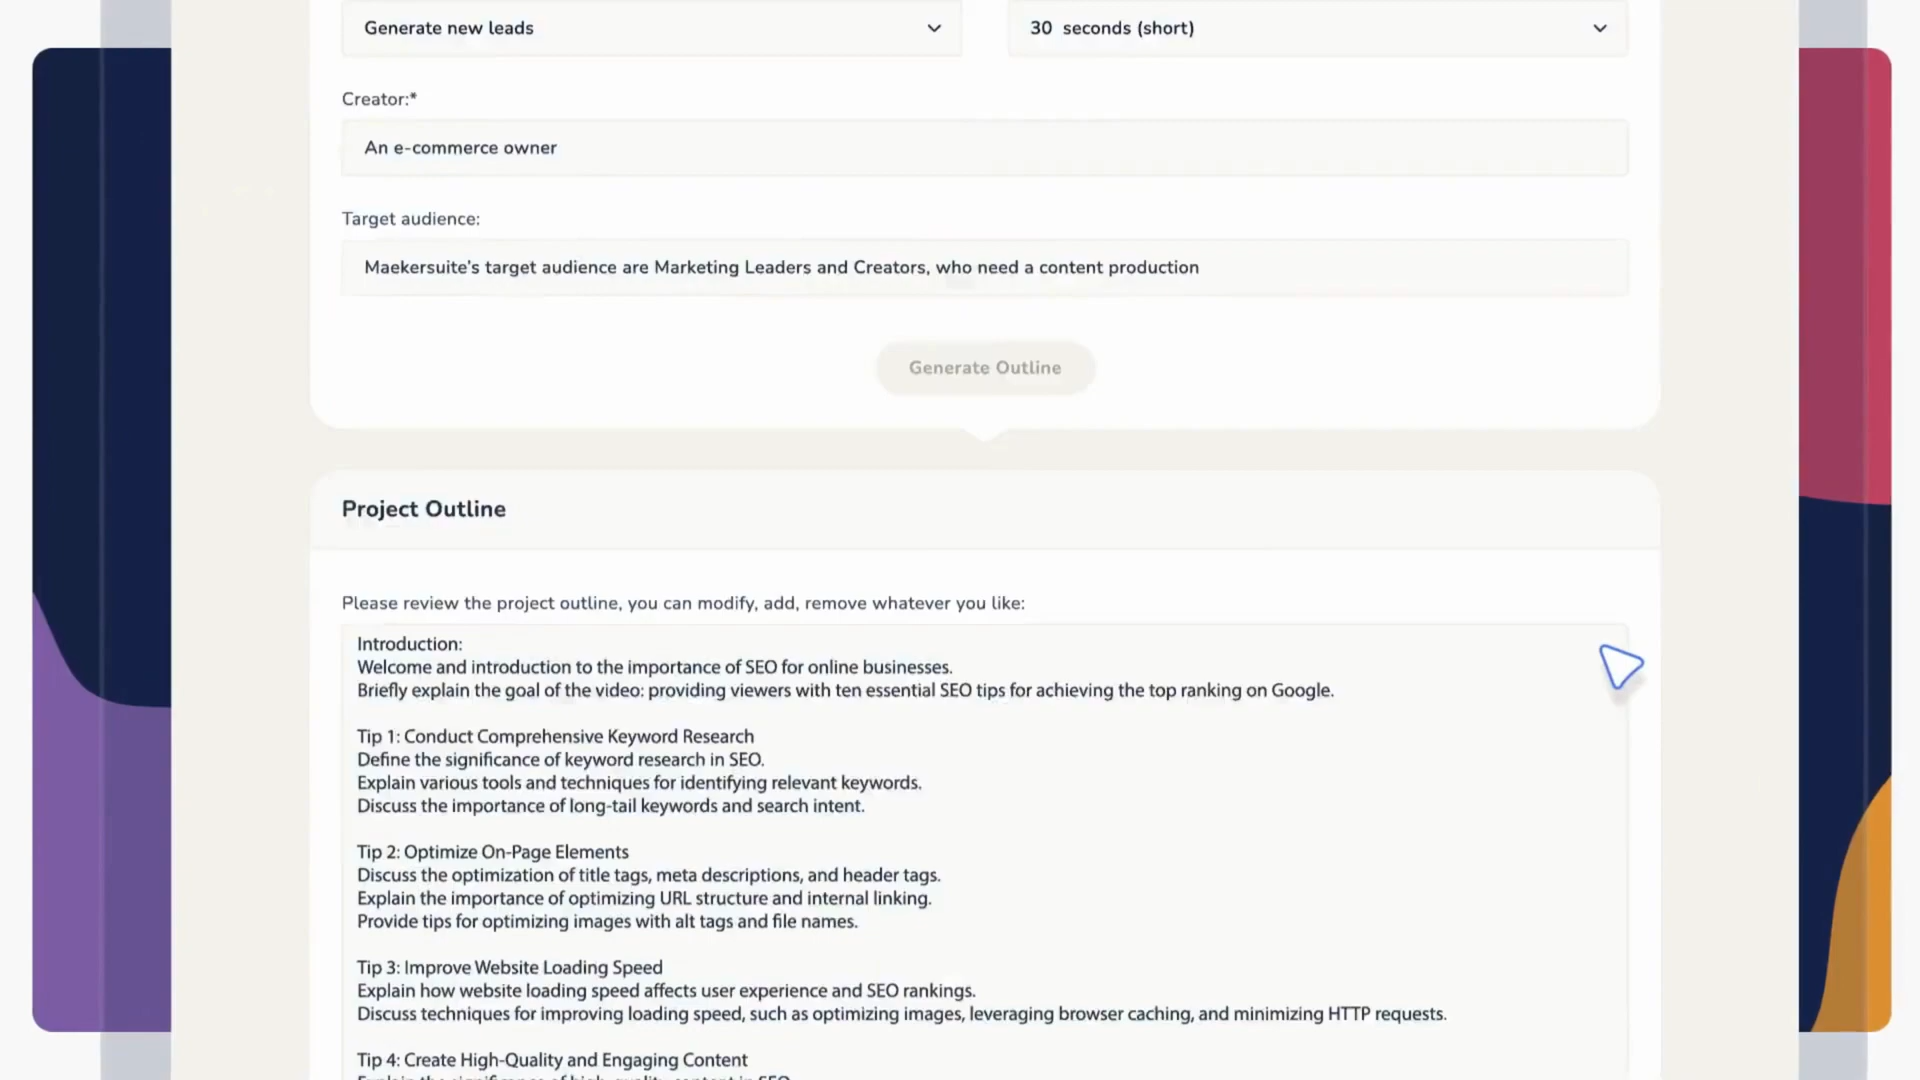 Generate new leads
30 seconds (short)
Creator:*
An e-commerce owner
Target audience:
Maekersuite's target audience are Marketing Leaders and Creators, who need a content production
Generate Outline
Project Outline
Please review the project outline, you can modify, add, remove whatever you like:
Introduction:
Welcome and introduction to the importance of SEO for online businesses.
Briefly explain the goal of the video: providing viewers with ten essential SEO tips for achieving the top ranking on Google.
Tip 1: Conduct Comprehensive Keyword Research
Define the significance of keyword research in SEO.
Explain various tools and techniques for identifying relevant keywords.
Discuss the importance of long-tail keywords and search intent.
Tip 2: Optimize On-Page Elements
Discuss the optimization of title tags, meta descriptions, and header tags.
Explain the importance of optimizing URL structure and internal linking.
Provide tips for optimizing images with alt tags and file names.
Tip 3: Improve Website Loading Speed
Explain how website loading speed affects user experience and SEO rankings.
Discuss techniques for improving loading speed, such as optimizing images, leveraging browser caching, and minimizing HTTP requests.
Tip 4: Create High-Quality and Engaging Content
Explain the significance of high-quality content in SEO